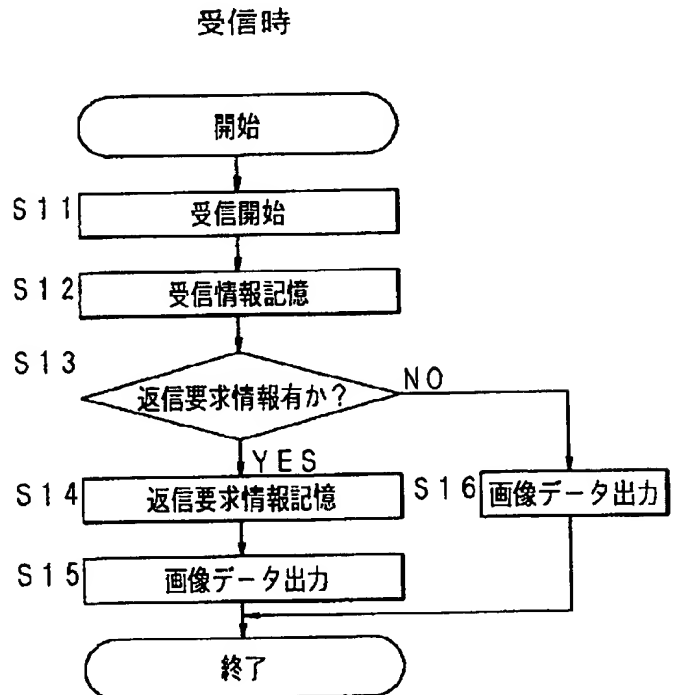 受信時
開始
S11 受信開始
S12 受信情報記憶
S13
返信要求情報有か？ NO
YES
S14 返信要求情報記憶 S16 画像データ出力
S15 画像データ出力
終了